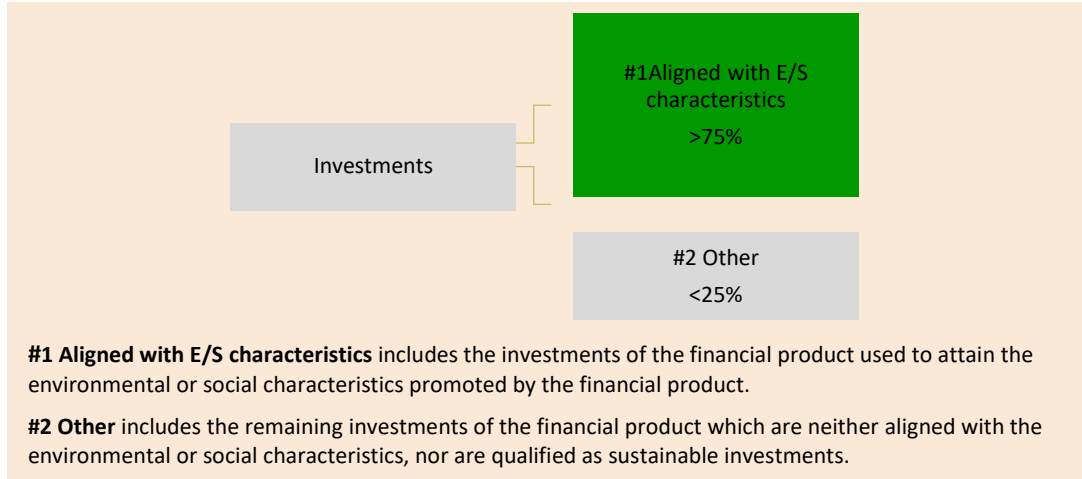 #1Aligned with E/S
characteristics
>75%
Investments
#2 Other
<25%
#1 Aligned with E/S characteristics includes the investments of the financial product used to attain the
environmental or social characteristics promoted by the financial product.
#2 Other includes the remaining investments of the financial product which are neither aligned with the
environmental or social characteristics, nor are qualified as sustainable investments.